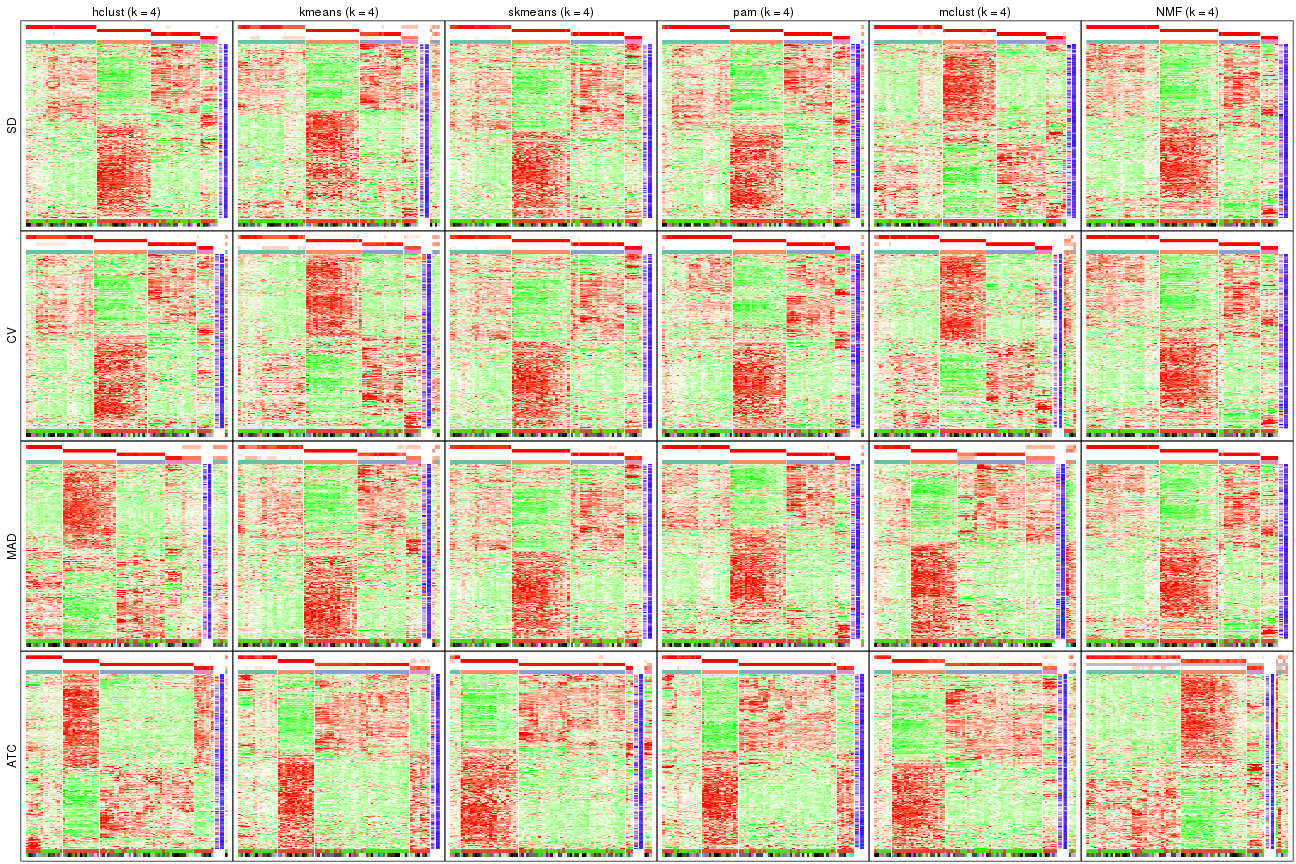 hclust (k = 4) kmeans (k = 4) skmeans (k = 4) pam (k = 4) mclust (k = 4) NMF (k = 4)
SD
CV
MAD
ATC